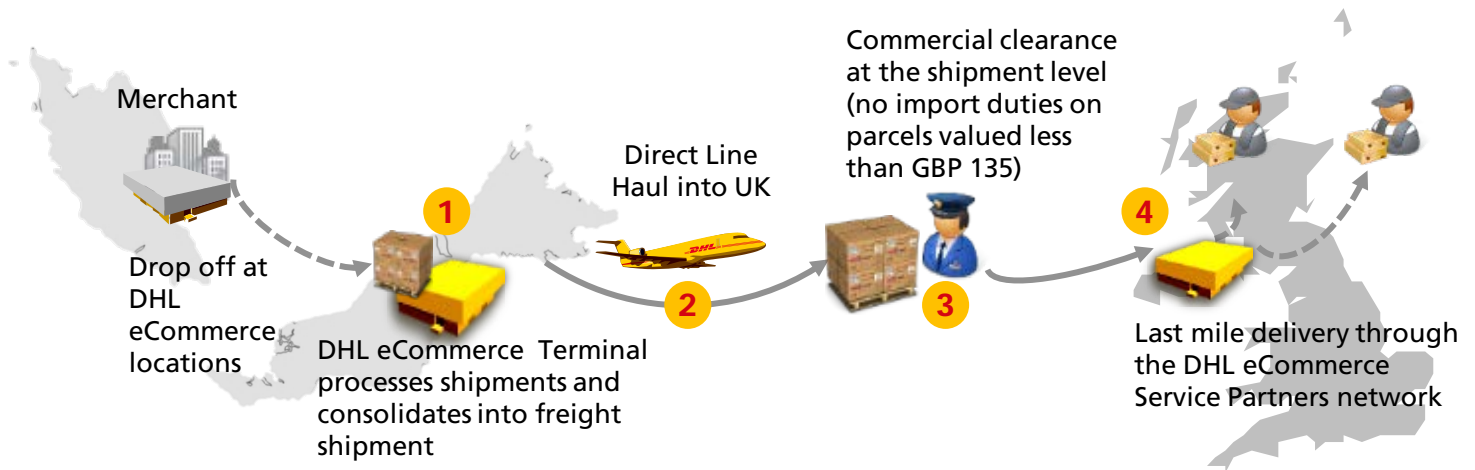 Merchant
Drop off at
DHL
eCommerce
locations
1
DHL eCommerce Terminal
processes shipments and
consolidates into freight
shipment
Direct Line
Haul into UK
DHL
2
Commercial clearance
at the shipment level
(no import duties on
parcels valued less
than GBP 135)
3
4
Last mile delivery through
the DHL eCommerce
Service Partners network